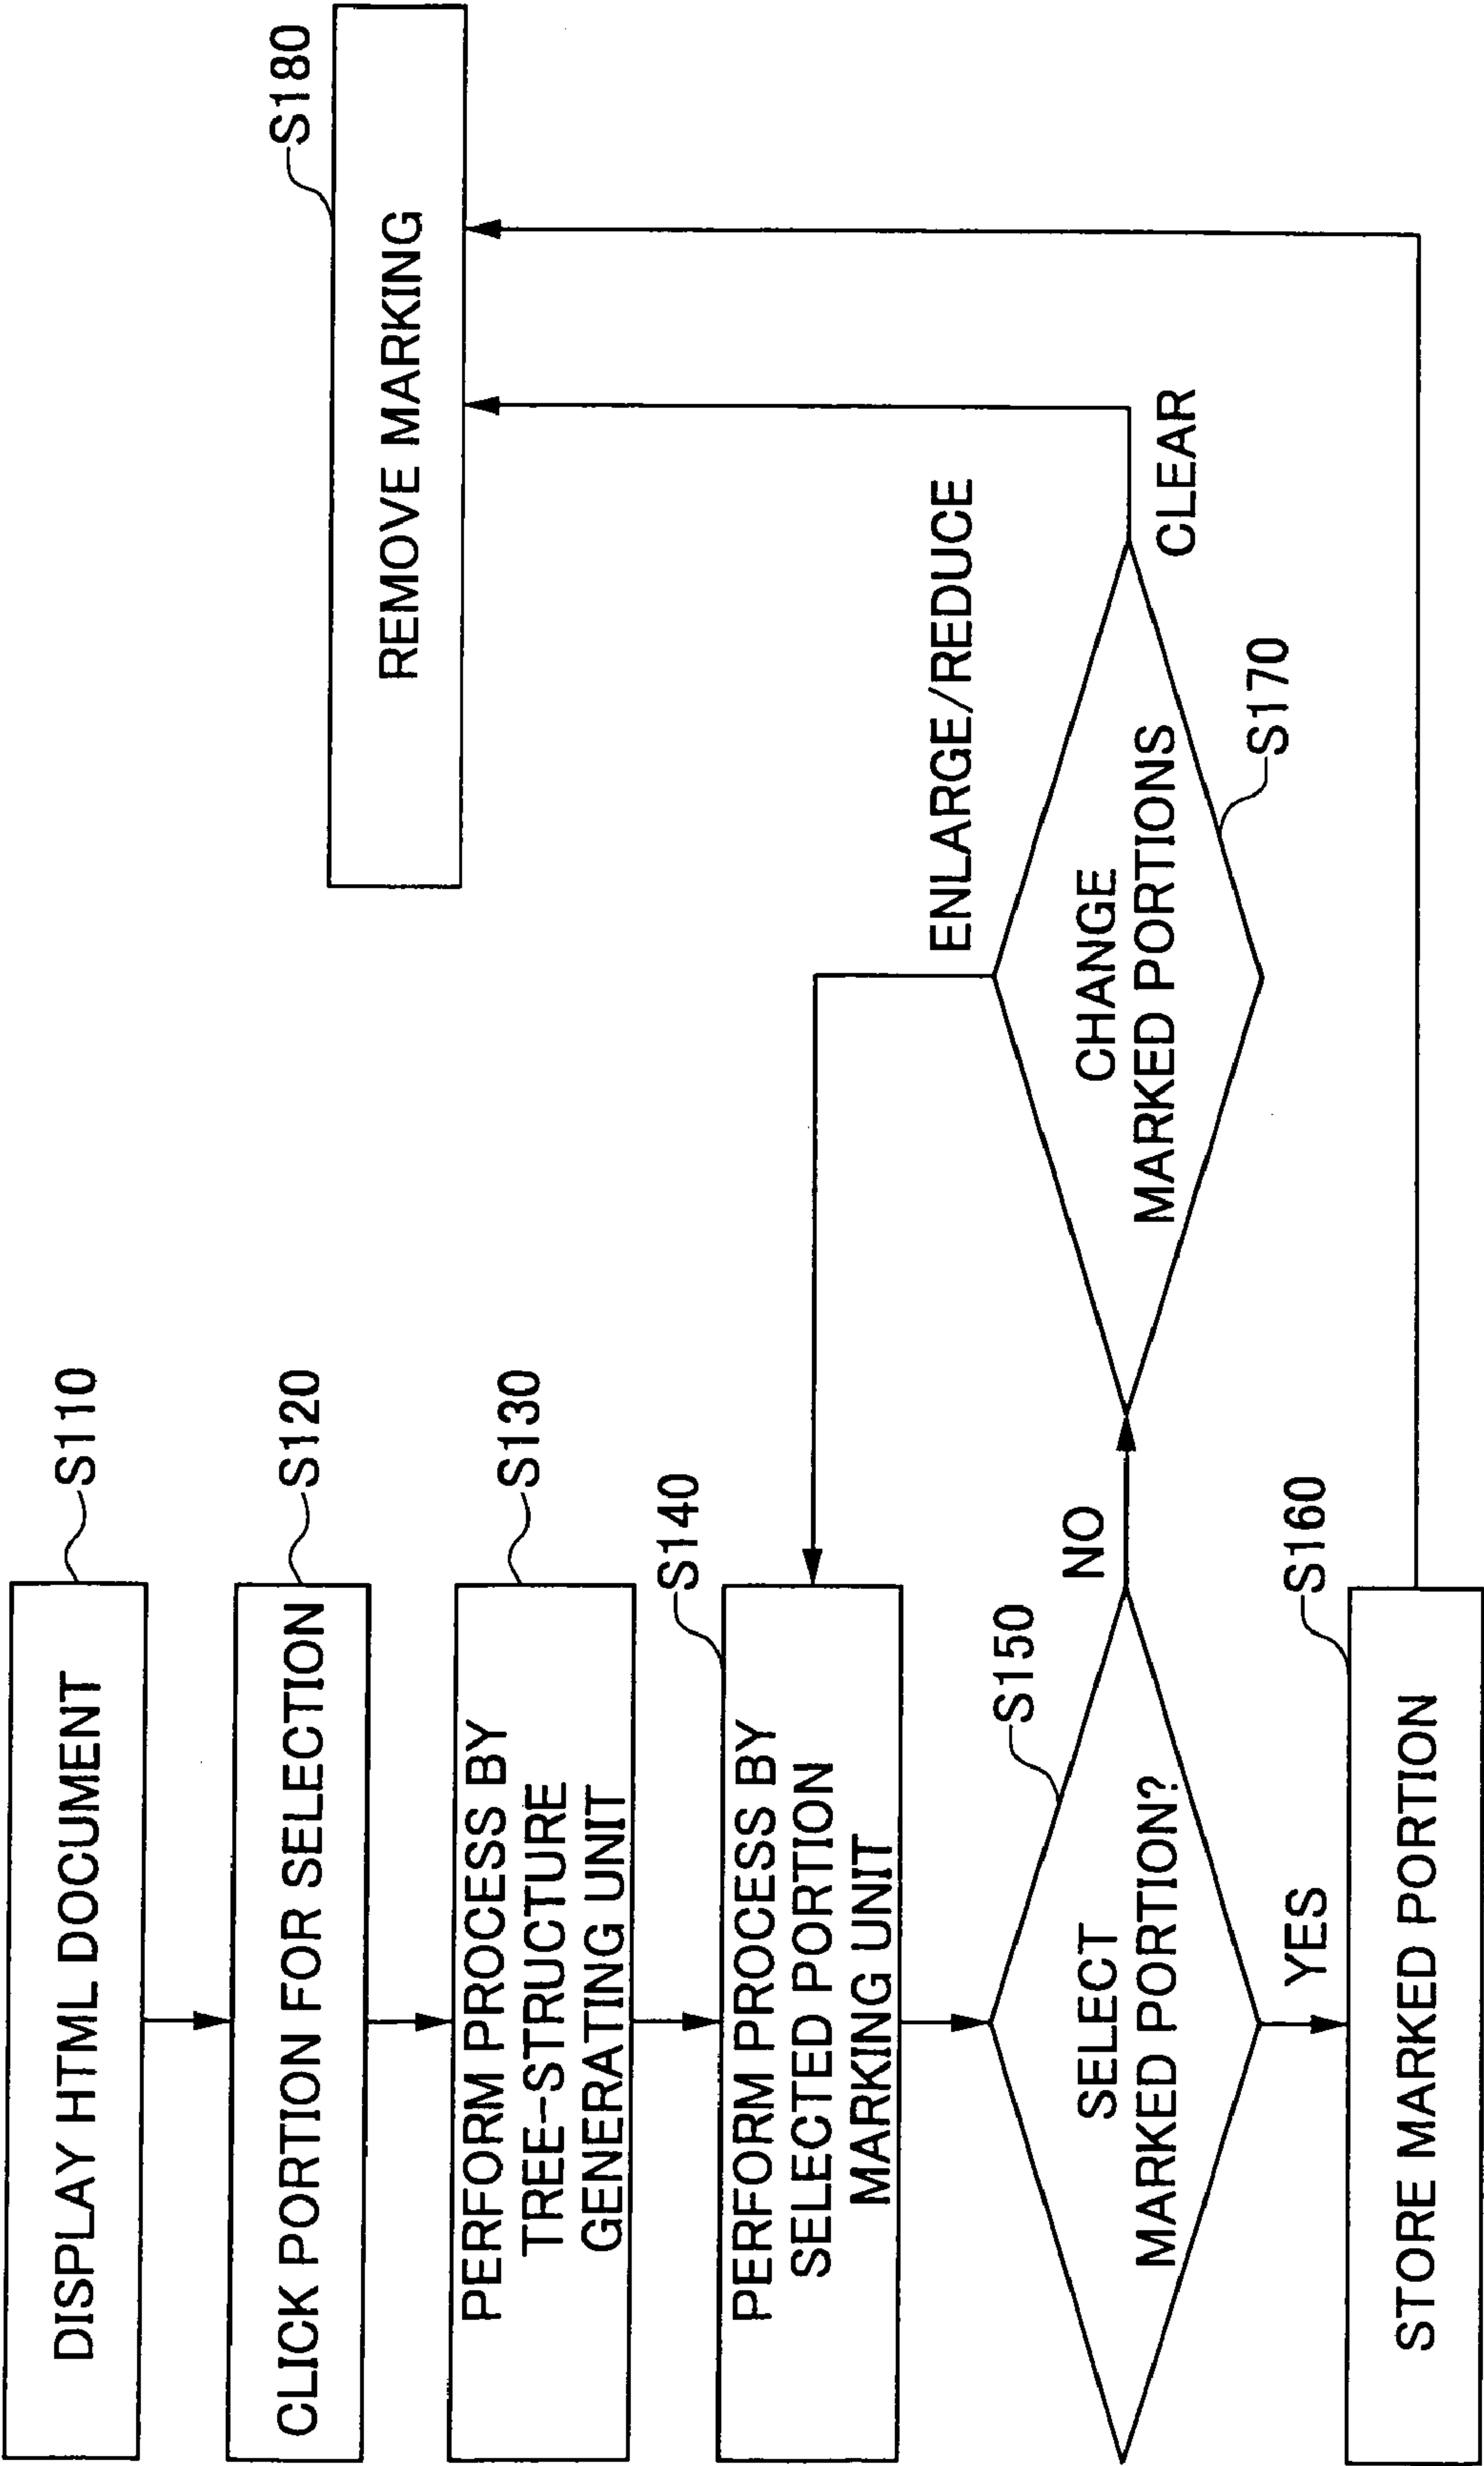 DISPLAY HTML DOCUMENT
S110
CLICK PORTION FOR SELECTION
S120
PERFORM PROCESS BY
TREE-STRUCTURE
GENERATING UNIT
S130
PERFORM PROCESS BY
SELECTED PORTION
MARKING UNIT
S140
SELECT
MARKED PORTION?
S150
NO
YES
STORE MARKED PORTION
S160
CHANGE
MARKED PORTIONS
S170
ENLARGE/REDUCE
CLEAR
REMOVE MARKING
S180